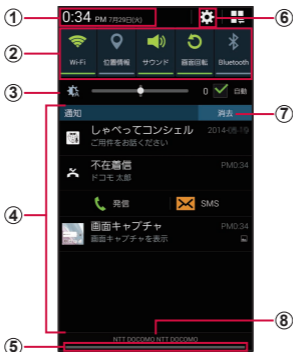 ① 0:34 PM 7月29日(火) ⑥
② Wi-Fi 位置情報 サウンド 画面回転 Bluetooth
③ 0 自動
通知 消去 ⑦
しゃべってコンシェル 2014-06-19
ご用件をお話ください
不在着信 PM0:34
ドコモ 太郎
④ 発信 SMS
画面キャプチャ PM0:34
画面キャプチャを表示
⑧
NTT DOCOMO NTT DOCOMO
⑤